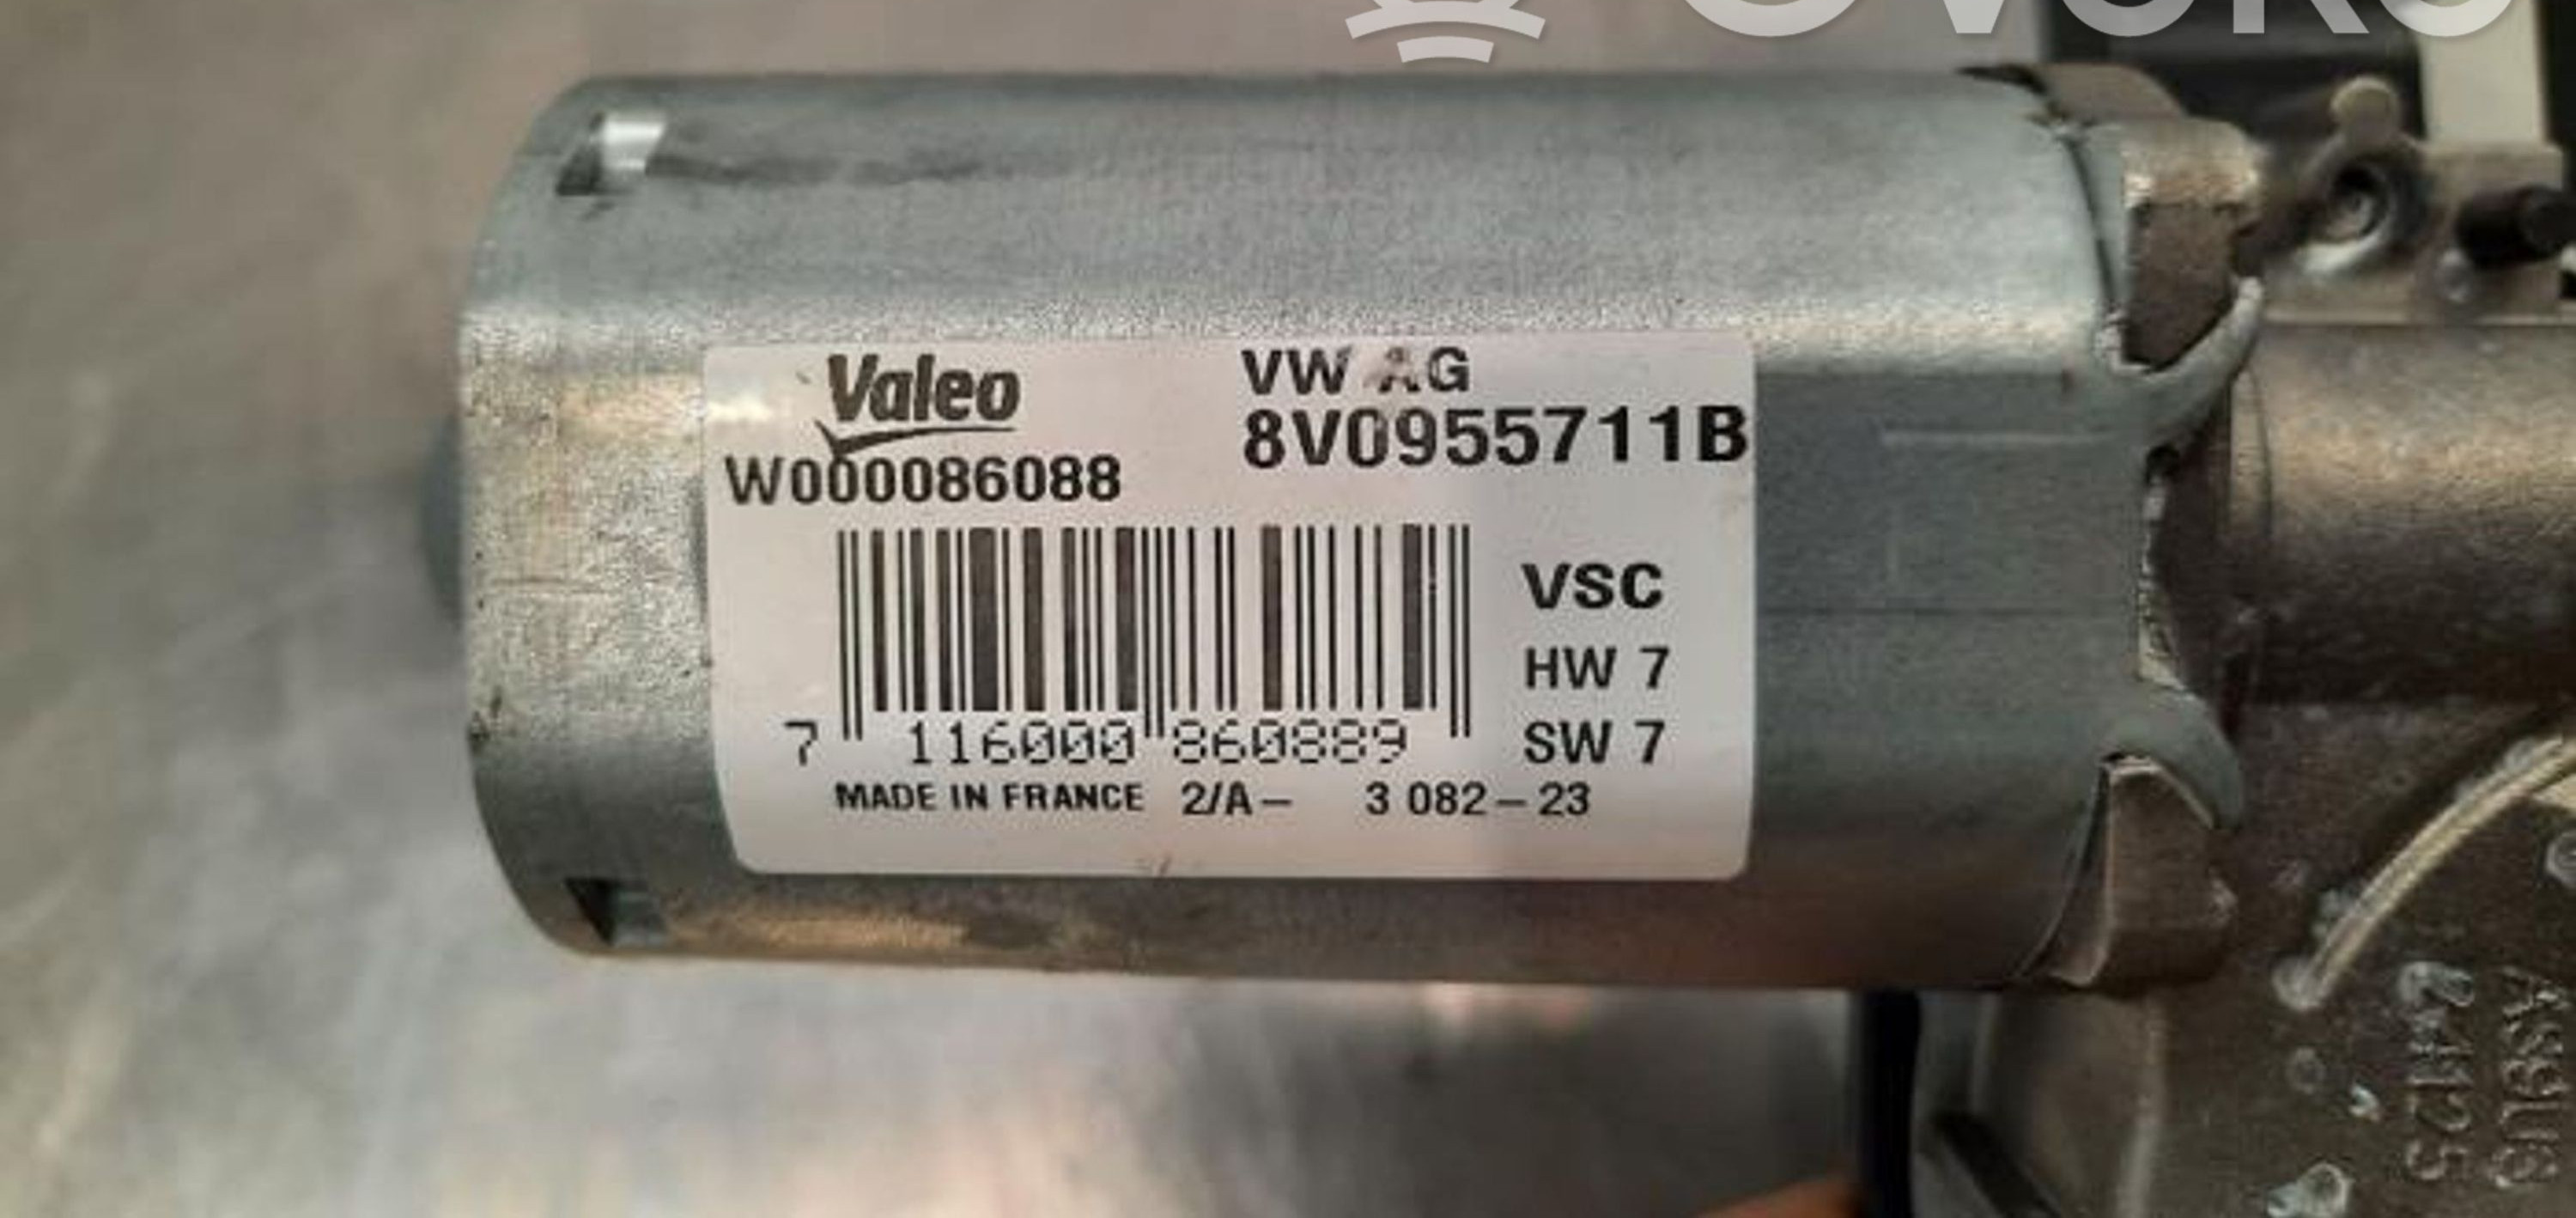 Valeo
VW AG
8V0955711B
W000086088
VSC
HW 7
SW 7
7 116000 860889
MADE IN FRANCE 2/A– 3 082–23